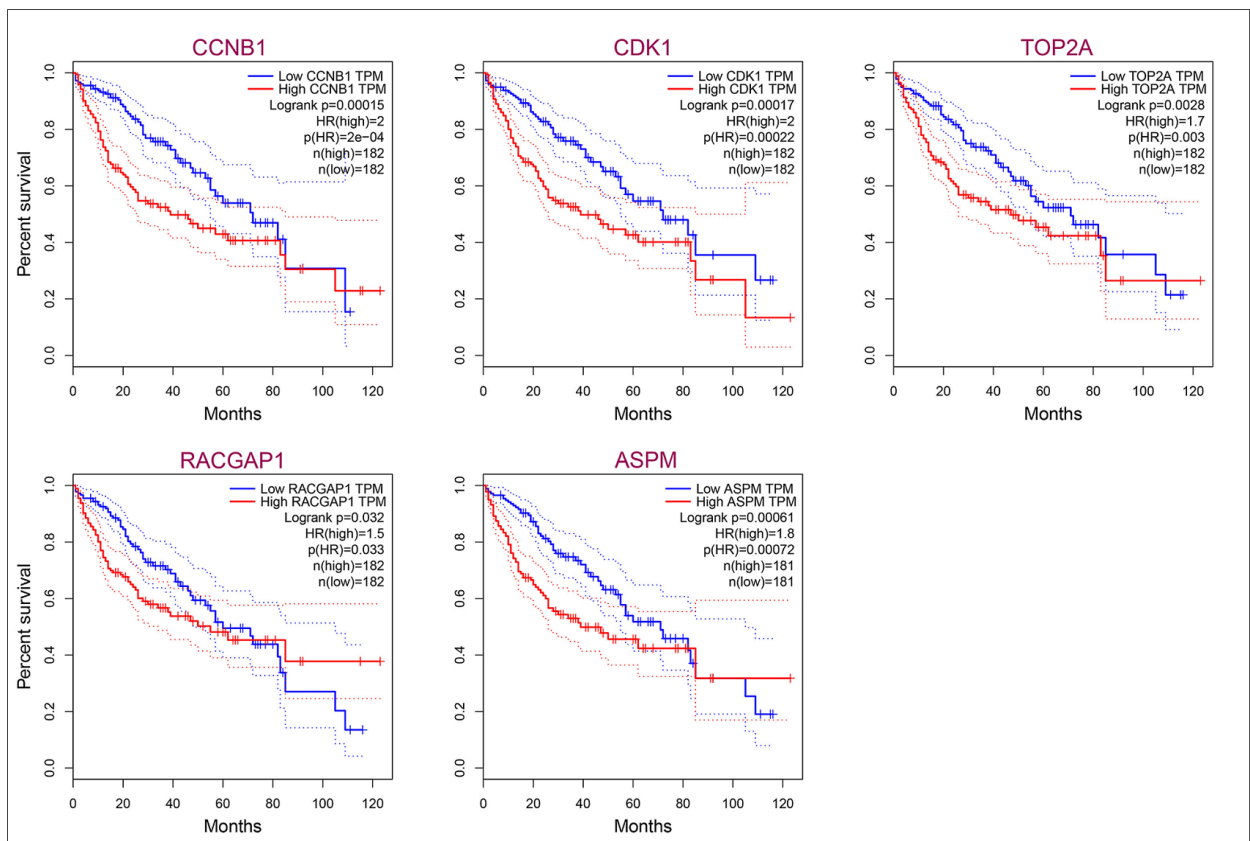 CCNB1
Low CCNB1 TPM
High CCNB1 TPM
Logrank p=0.00015
HR(high)=2
p(HR)=2e−04
n(high)=182
n(low)=182
Percent survival
1.0
0.8
0.6
0.4
0.2
0.0
0 20 40 60 80 100 120
Months
CDK1
Low CDK1 TPM
High CDK1 TPM
Logrank p=0.00017
HR(high)=2
p(HR)=0.00022
n(high)=182
n(low)=182
1.0
0.8
0.6
0.4
0.2
0.0
0 20 40 60 80 100 120
Months
TOP2A
Low TOP2A TPM
High TOP2A TPM
Logrank p=0.0028
HR(high)=1.7
p(HR)=0.003
n(high)=182
n(low)=182
1.0
0.8
0.6
0.4
0.2
0.0
0 20 40 60 80 100 120
Months
RACGAP1
Low RACGAP1 TPM
High RACGAP1 TPM
Logrank p=0.032
HR(high)=1.5
p(HR)=0.033
n(high)=182
n(low)=182
Percent survival
1.0
0.8
0.6
0.4
0.2
0.0
0 20 40 60 80 100 120
Months
ASPM
Low ASPM TPM
High ASPM TPM
Logrank p=0.00061
HR(high)=1.8
p(HR)=0.00072
n(high)=181
n(low)=181
1.0
0.8
0.6
0.4
0.2
0.0
0 20 40 60 80 100 120
Months